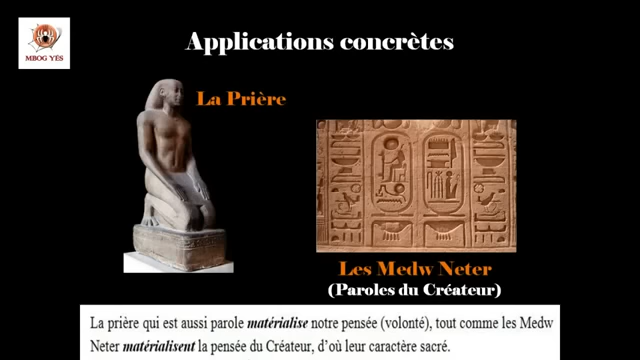 MBOG YÊS
Applications concrètes
La Prière
Les Medw Neter
(Paroles du Créateur)
La prière qui est aussi parole matérialise notre pensée (volonté), tout comme les Medw
Neter matérialisent la pensée du Créateur, d'où leur caractère sacré.